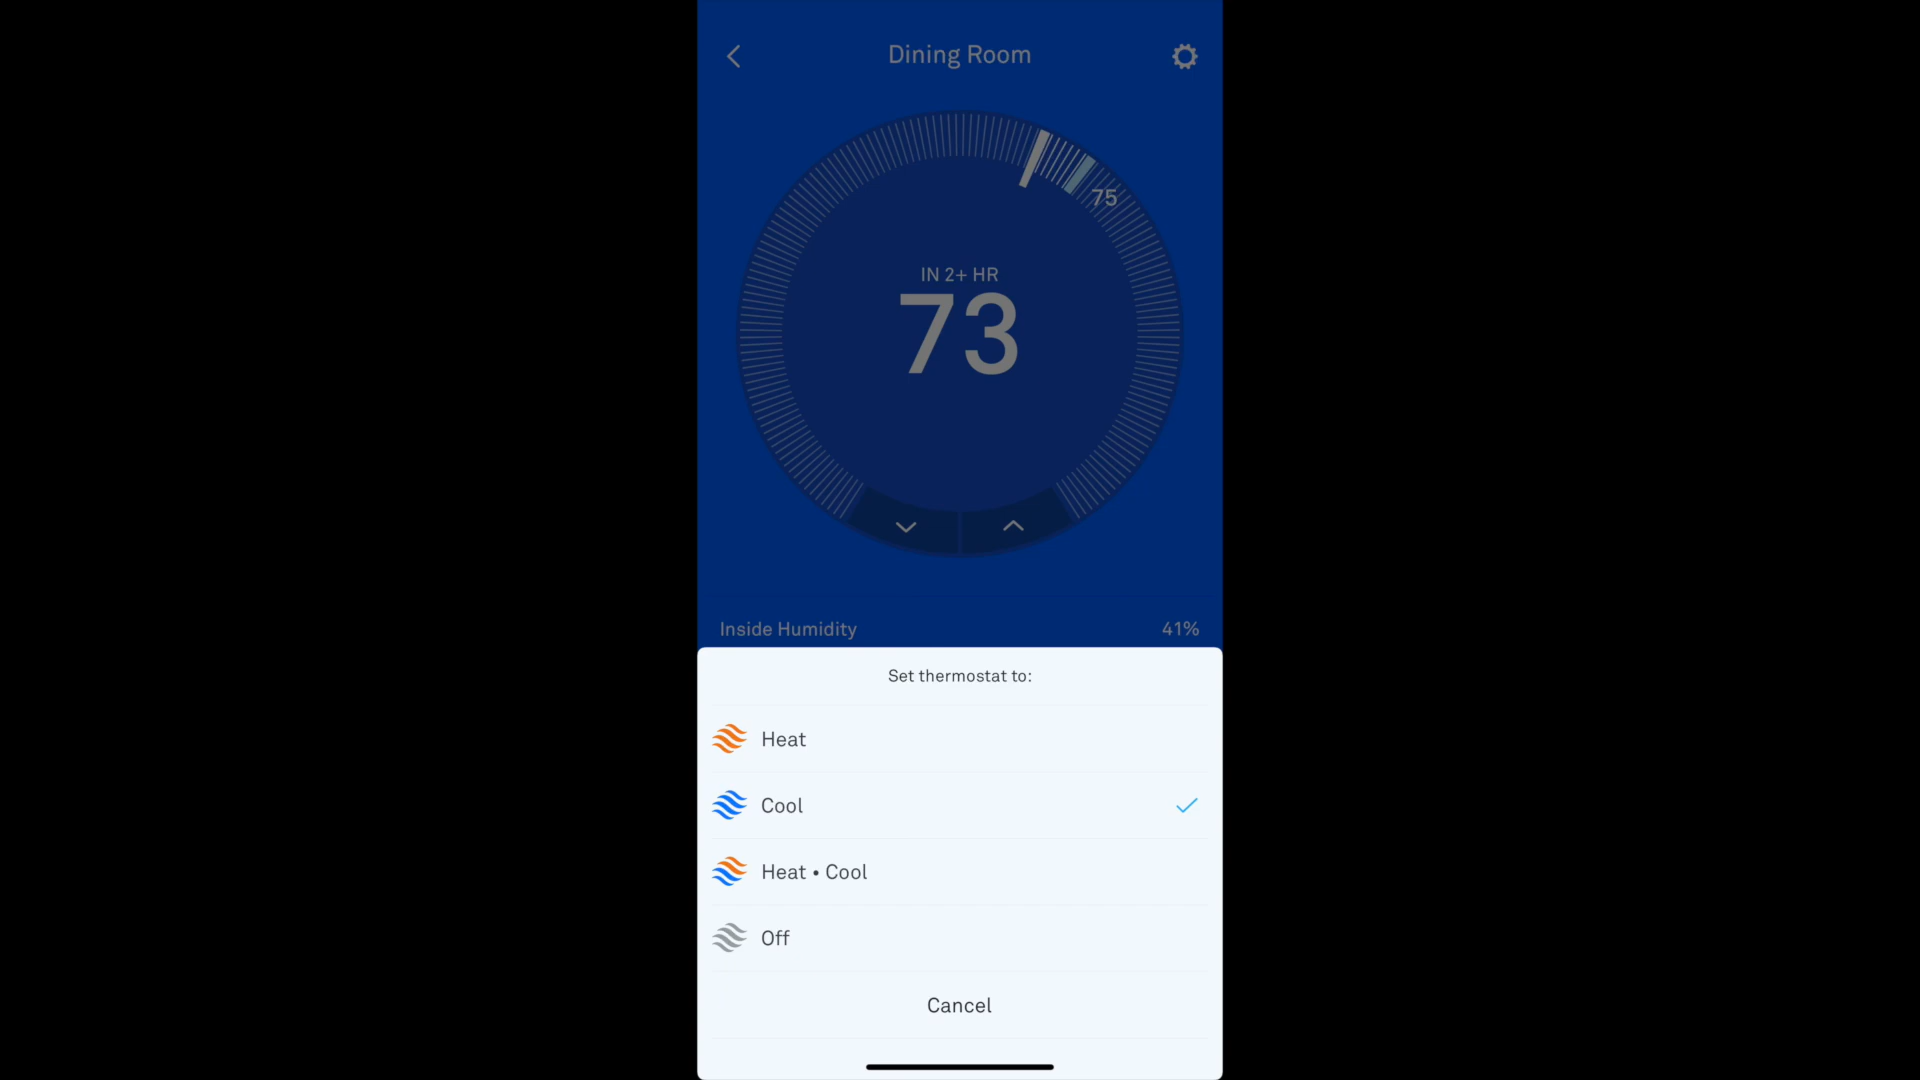 Dining Room
75
IN 2+ HR
73
Inside Humidity 41%
Set thermostat to:
Heat
Cool
Heat • Cool
Off
Cancel